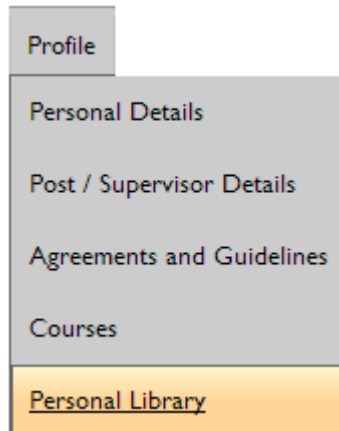 Profile
Personal Details
Post / Supervisor Details
Agreements and Guidelines
Courses
Personal Library